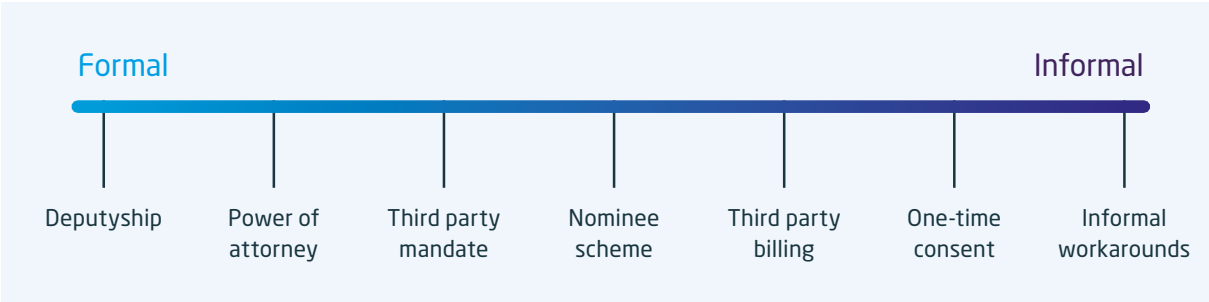 Formal
Informal
Deputyship
Power of
attorney
Third party
mandate
Nominee
scheme
Third party
billing
One-time
consent
Informal
workarounds